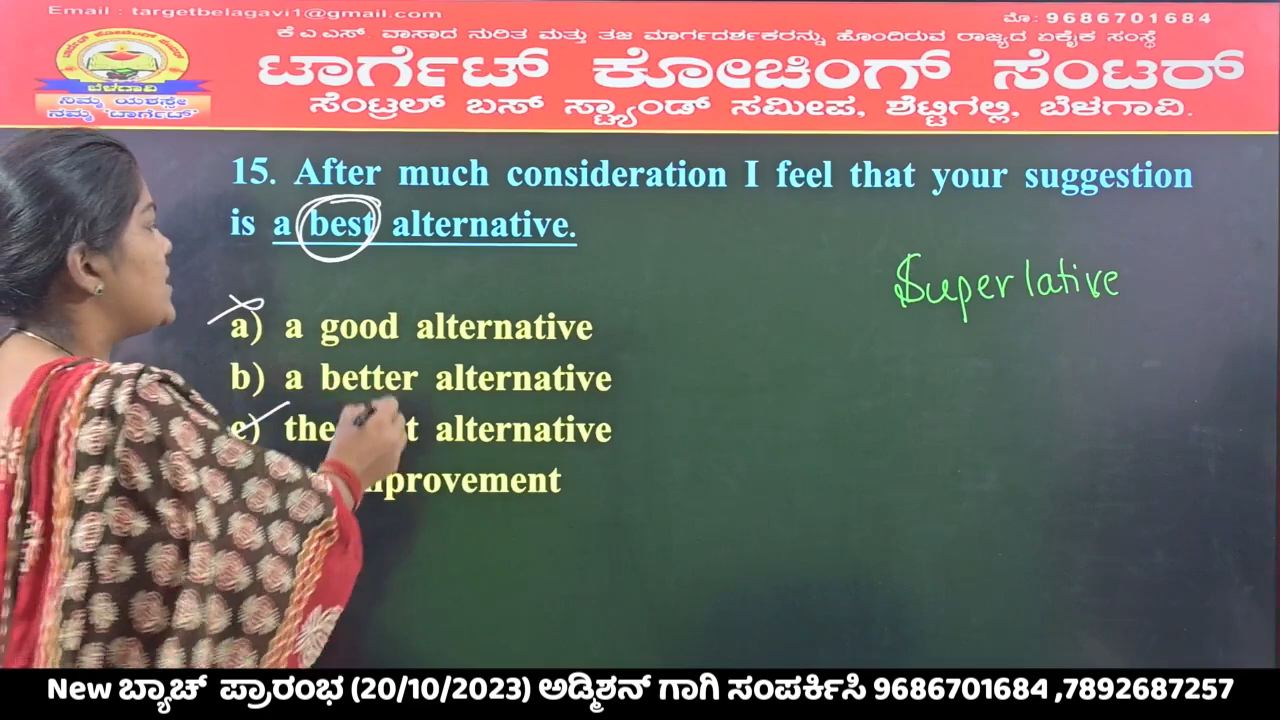 Email : targetbelagavi1@gmail.com
ಮೊ: 9686701684
ಕೆ.ಎ.ಎಸ್. ವಾಸಾದ ನುರಿತ ಮತ್ತು ತಜ್ಞ ಮಾರ್ಗದರ್ಶಕರನ್ನು ಹೊಂದಿರುವ ರಾಜ್ಯದ ಏಕೈಕ ಸಂಸ್ಥೆ
ಟಾರ್ಗೆಟ್ ಕೋಚಿಂಗ್ ಸೆಂಟರ್
ಸೆಂಟ್ರಲ್ ಬಸ್ ಸ್ಟ್ಯಾಂಡ್ ಸಮೀಪ, ಶೆಟ್ಟಿಗಲ್ಲಿ, ಬೆಳಗಾವಿ.
ಬೆಳಗಾವಿ
ನಿಮ್ಮ ಯಶಸ್ಸೇ
ನಮ್ಮ "ಟಾರ್ಗೆಟ್"
15. After much consideration I feel that your suggestion
is a best alternative.
Superlative
a) a good alternative
b) a better alternative
c) the alternative
New ಬ್ಯಾಚ್ ಪ್ರಾರಂಭ (20/10/2023) ಅಡ್ಮಿಶನ್ ಗಾಗಿ ಸಂಪರ್ಕಿಸಿ 9686701684 ,7892687257